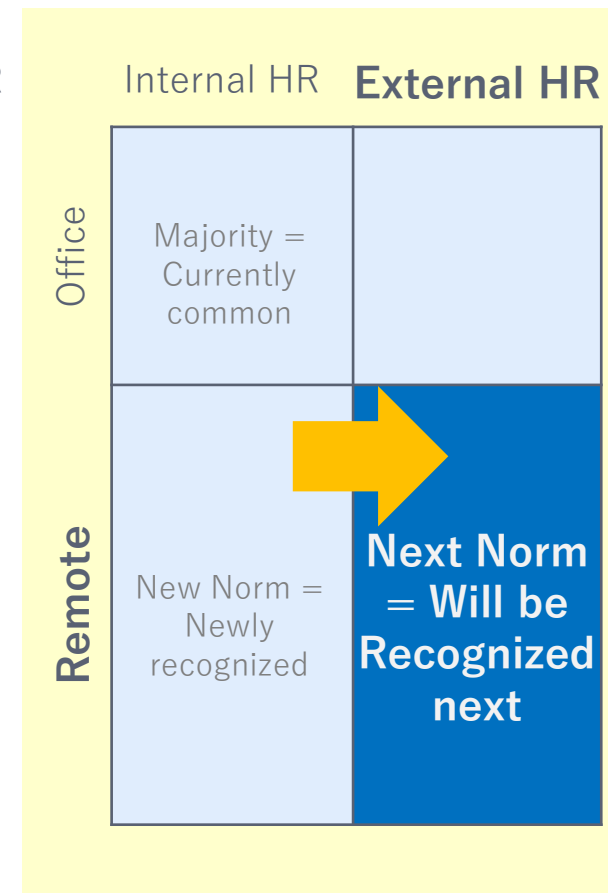 Internal HR
External HR
Office
Majority =
Currently
common
Remote
New Norm =
Newly
recognized
Next Norm
= Will be
Recognized
next